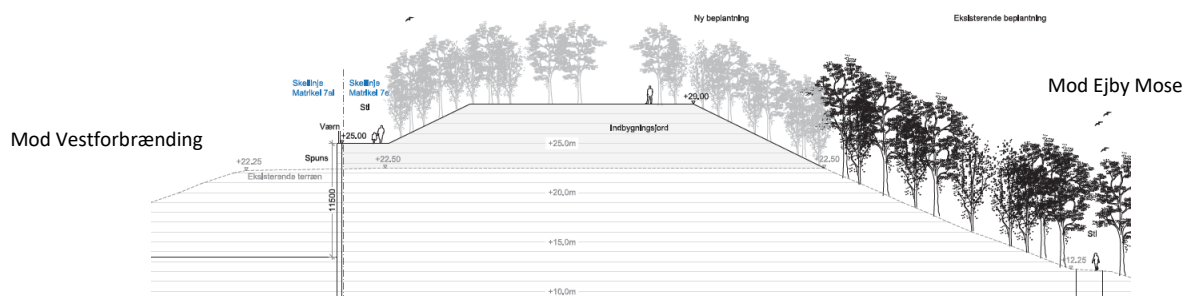 Ny beplantning
Eksisterende beplantning
Skellinje
Matrikel 7al
Skellinje
Matrikel 7e
Sti
Mod Ejby Mose
+29.00
Værn
+25.00
Indbygningsjord
Mod Vestforbrænding
+25.0m
Spuns
+22.25
+22.50
+22.50
Eksisterende terræn
+20.0m
11500
Sti
+15.0m
+12.25
+10.0m